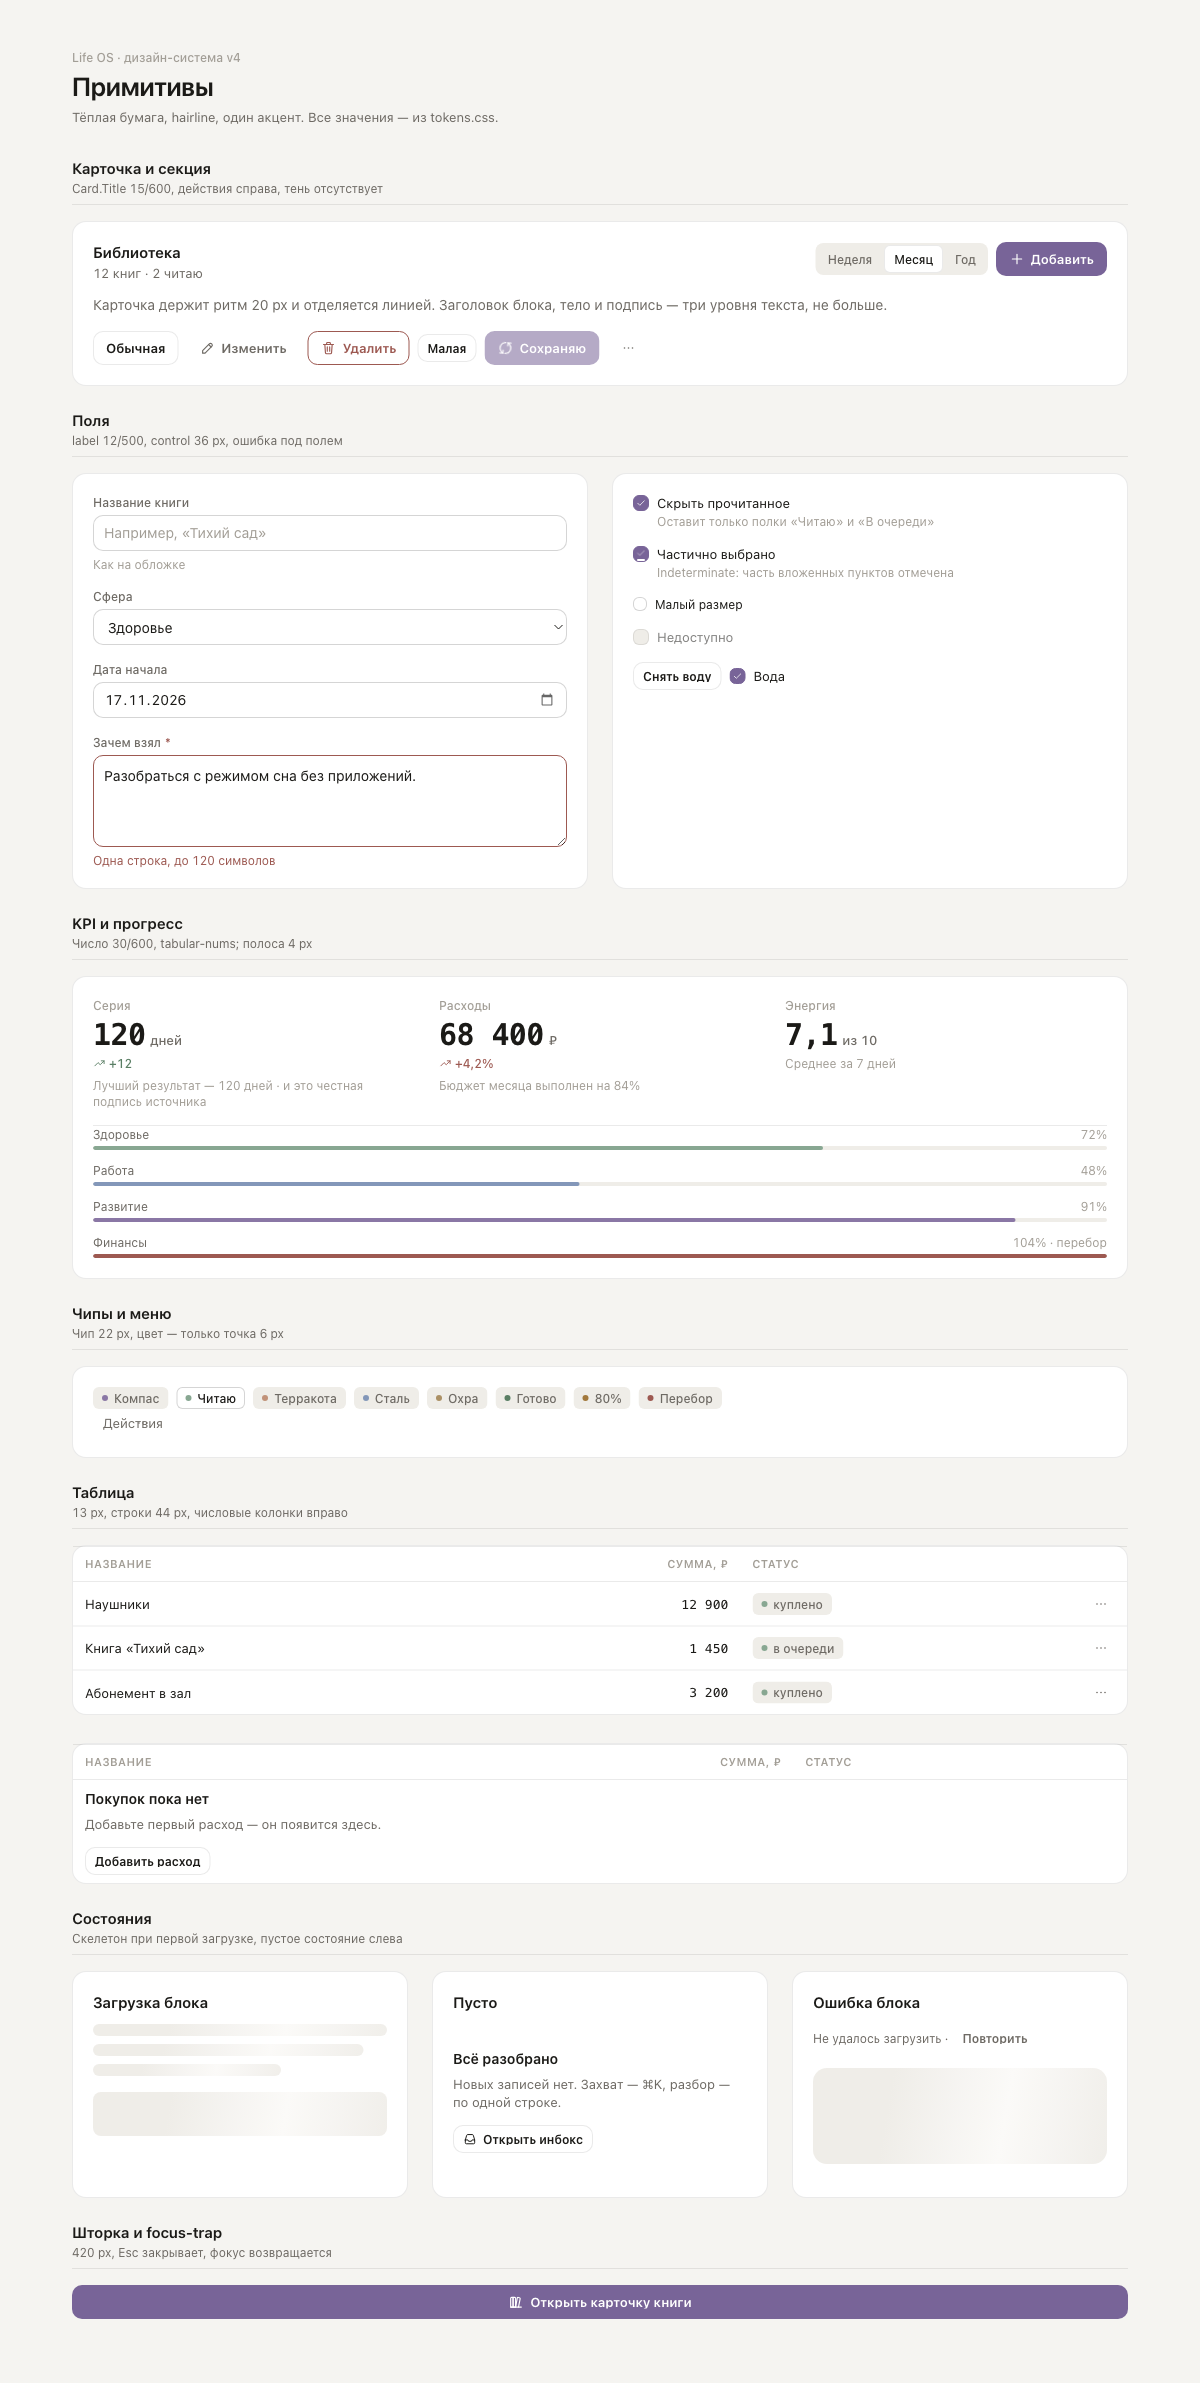 Life OS · дизайн-система v4
Примитивы
Тёплая бумага, hairline, один акцент. Все значения — из tokens.css.
Карточка и секция
Card.Title 15/600, действия справа, тень отсутствует
Библиотека
12 книг · 2 читаю
Неделя Месяц Год
Добавить
Карточка держит ритм 20 px и отделяется линией. Заголовок блока, тело и подпись — три уровня текста, не больше.
Обычная Изменить Удалить Малая Сохраняю ···
Поля
label 12/500, control 36 px, ошибка под полем
Название книги
Например, «Тихий сад»
Как на обложке
Сфера
Здоровье
Дата начала
17.11.2026
Зачем взял *
Разобраться с режимом сна без приложений.
Одна строка, до 120 символов
Скрыть прочитанное
Оставит только полки «Читаю» и «В очереди»
Частично выбрано
Indeterminate: часть вложенных пунктов отмечена
Малый размер
Недоступно
Снять воду Вода
KPI и прогресс
Число 30/600, tabular-nums; полоса 4 px
Серия
120 дней
+12
Лучший результат — 120 дней · и это честная
подпись источника
Расходы
68 400 ₽
+4,2%
Бюджет месяца выполнен на 84%
Энергия
7,1 из 10
Среднее за 7 дней
Здоровье 72%
Работа 48%
Развитие 91%
Финансы 104% · перебор
Чипы и меню
Чип 22 px, цвет — только точка 6 px
Компас Читаю Терракота Сталь Охра Готово 80% Перебор
Действия
Таблица
13 px, строки 44 px, числовые колонки вправо
НАЗВАНИЕ СУММА, ₽ СТАТУС
Наушники 12 900 куплено ···
Книга «Тихий сад» 1 450 в очереди ···
Абонемент в зал 3 200 куплено ···
НАЗВАНИЕ СУММА, ₽ СТАТУС
Покупок пока нет
Добавьте первый расход — он появится здесь.
Добавить расход
Состояния
Скелетон при первой загрузке, пустое состояние слева
Загрузка блока
Пусто
Всё разобрано
Новых записей нет. Захват — ⌘K, разбор —
по одной строке.
Открыть инбокс
Ошибка блока
Не удалось загрузить · Повторить
Шторка и focus-trap
420 px, Esc закрывает, фокус возвращается
Открыть карточку книги